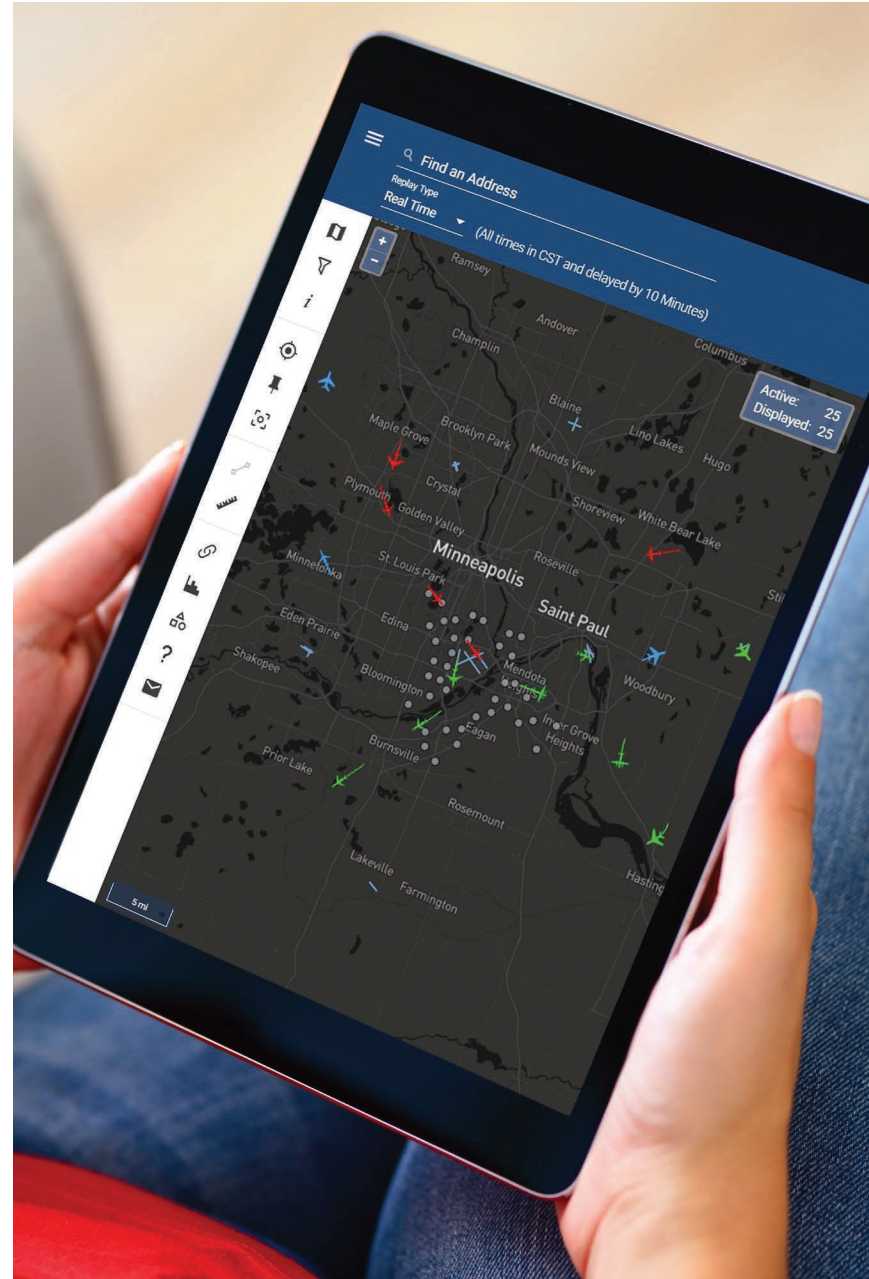 Find an Address
Replay Type
Real Time
(All times in CST and delayed by 10 Minutes)
+
−
Active: 25
Displayed: 25
Ramsey
Andover
Columbus
Champlin
Blaine
Lino Lakes
Hugo
Maple Grove
Brooklyn Park
Mounds View
Crystal
Shoreview
White Bear Lake
Plymouth
Golden Valley
Roseville
Minneapolis
Minnetonka
St. Louis Park
Saint Paul
Eden Prairie
Edina
Mendota
Heights
Woodbury
Shakopee
Bloomington
Inver Grove
Heights
Eagan
Burnsville
Prior Lake
Rosemount
Hasting
Lakeville
Farmington
5 mi
i
?